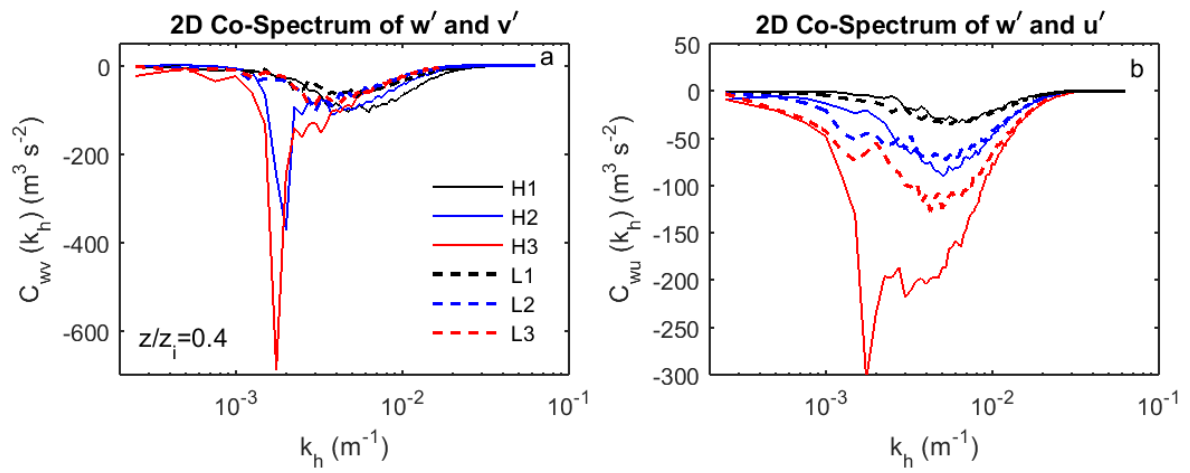 2D Co-Spectrum of w′ and v′
a
0
-200
-400
-600
C_wv (k_h) (m³ s⁻²)
H1
H2
H3
L1
L2
L3
z/z_i=0.4
10⁻³
10⁻²
10⁻¹
k_h (m⁻¹)
2D Co-Spectrum of w′ and u′
b
50
0
-50
-100
-150
-200
-250
-300
C_wu (k_h) (m³ s⁻²)
10⁻³
10⁻²
10⁻¹
k_h (m⁻¹)